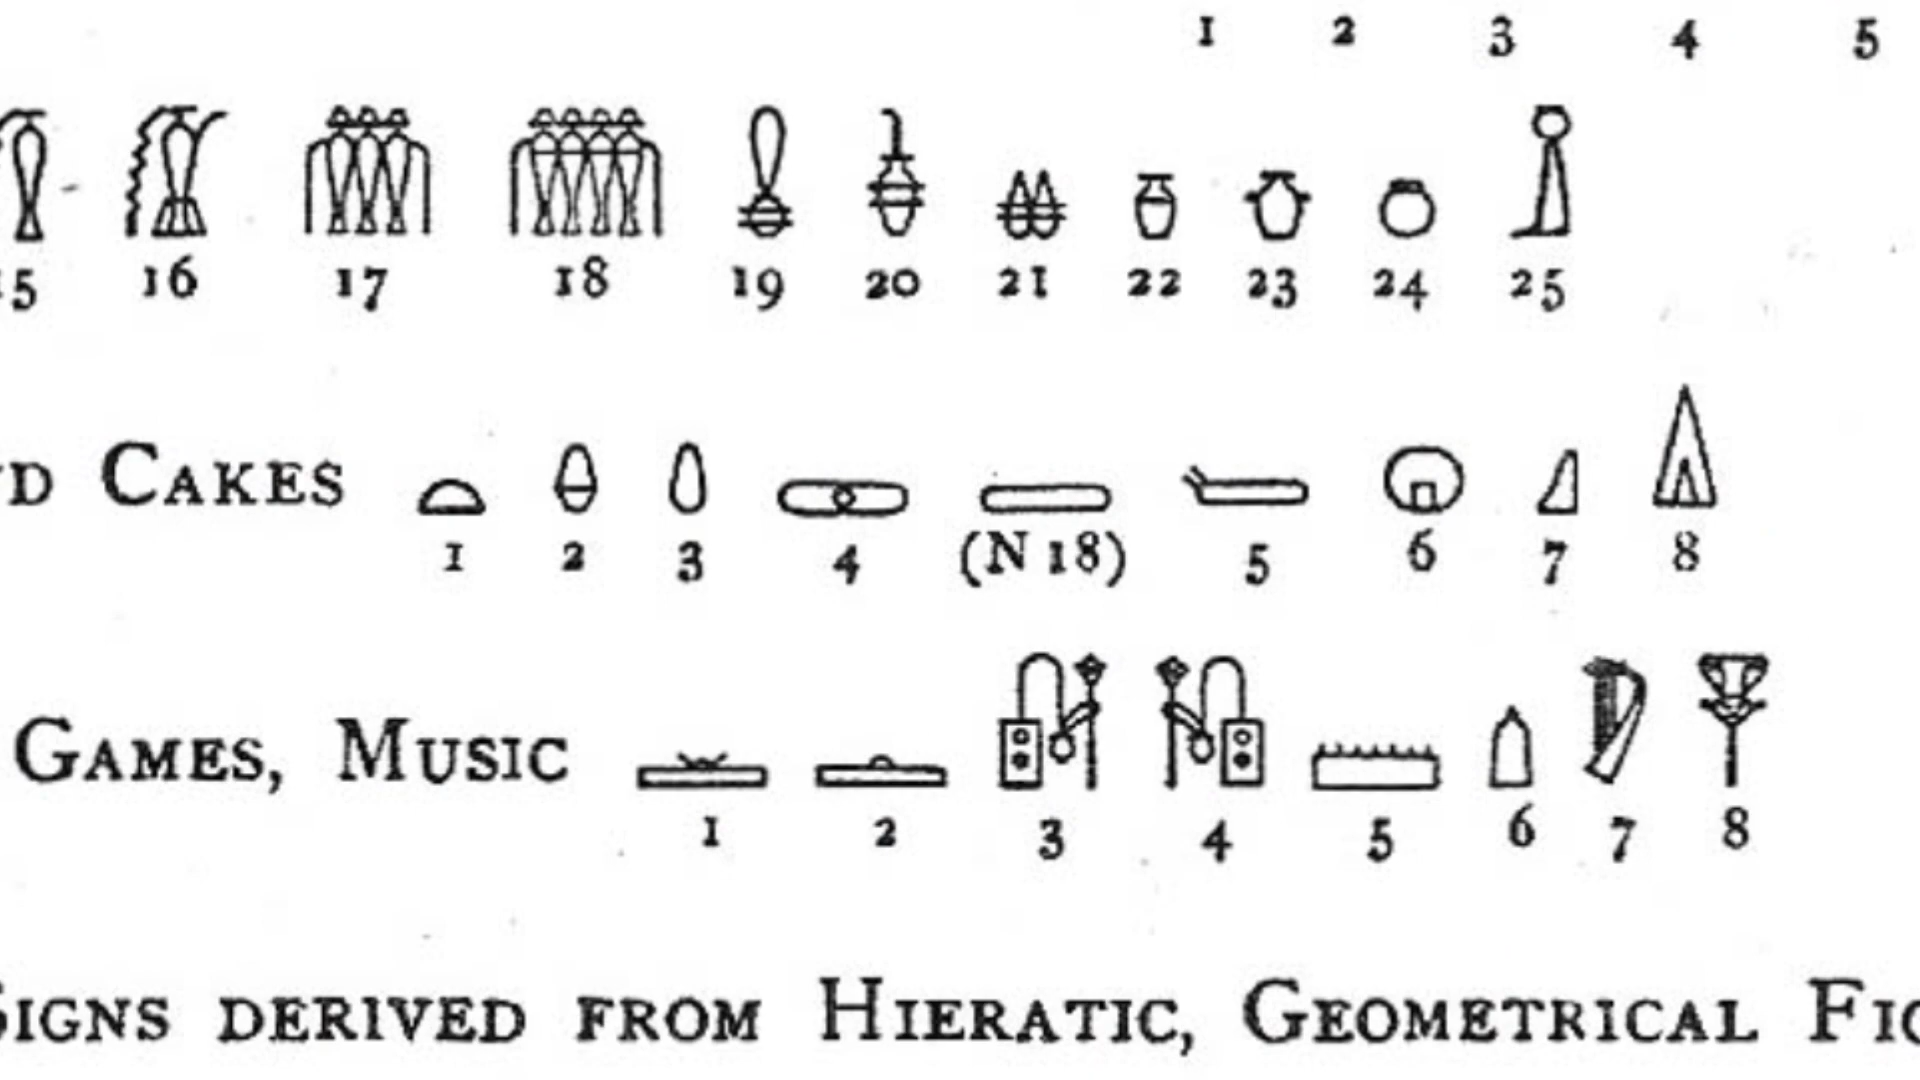 1 2 3 4 5
15 16 17 18 19 20 21 22 23 24 25
CAKES
1 2 3 4 (N 18) 5 6 7 8
GAMES, MUSIC
1 2 3 4 5 6 7 8
SIGNS DERIVED FROM HIERATIC, GEOMETRICAL